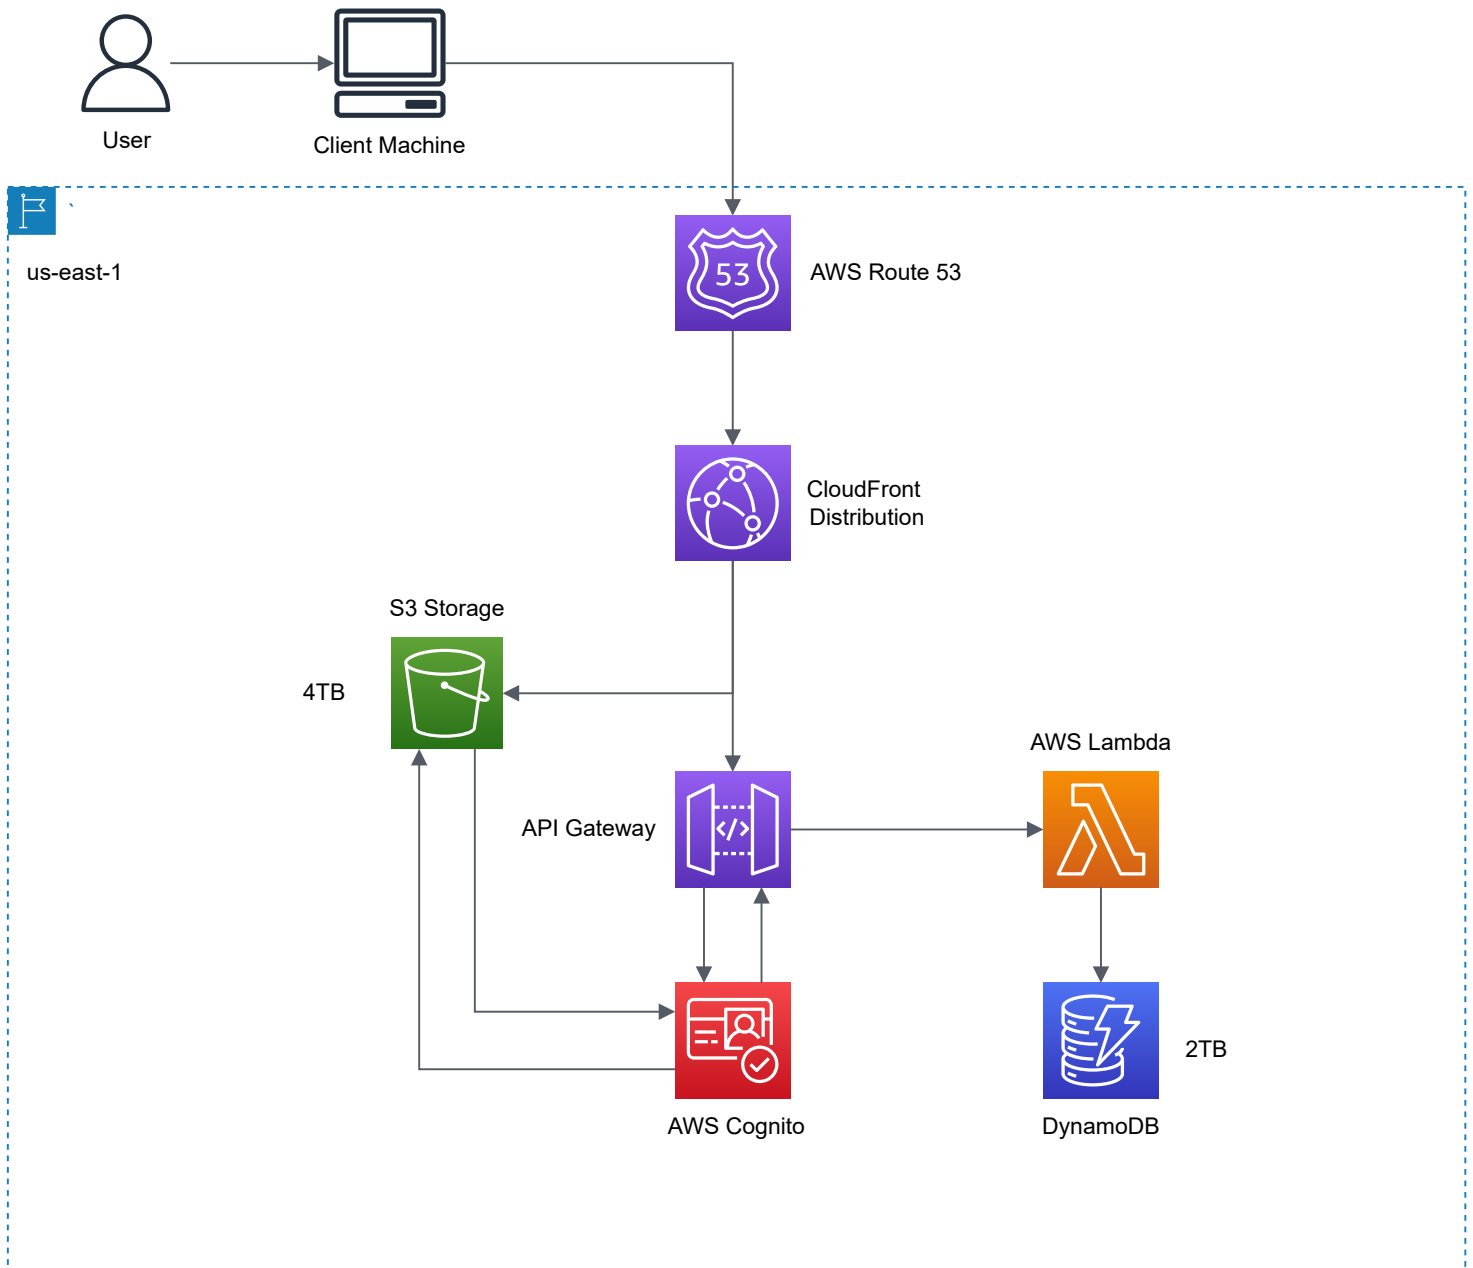 User
Client Machine
`
us-east-1
53
AWS Route 53
CloudFront
Distribution
S3 Storage
4TB
AWS Lambda
API Gateway
</>
2TB
AWS Cognito
DynamoDB